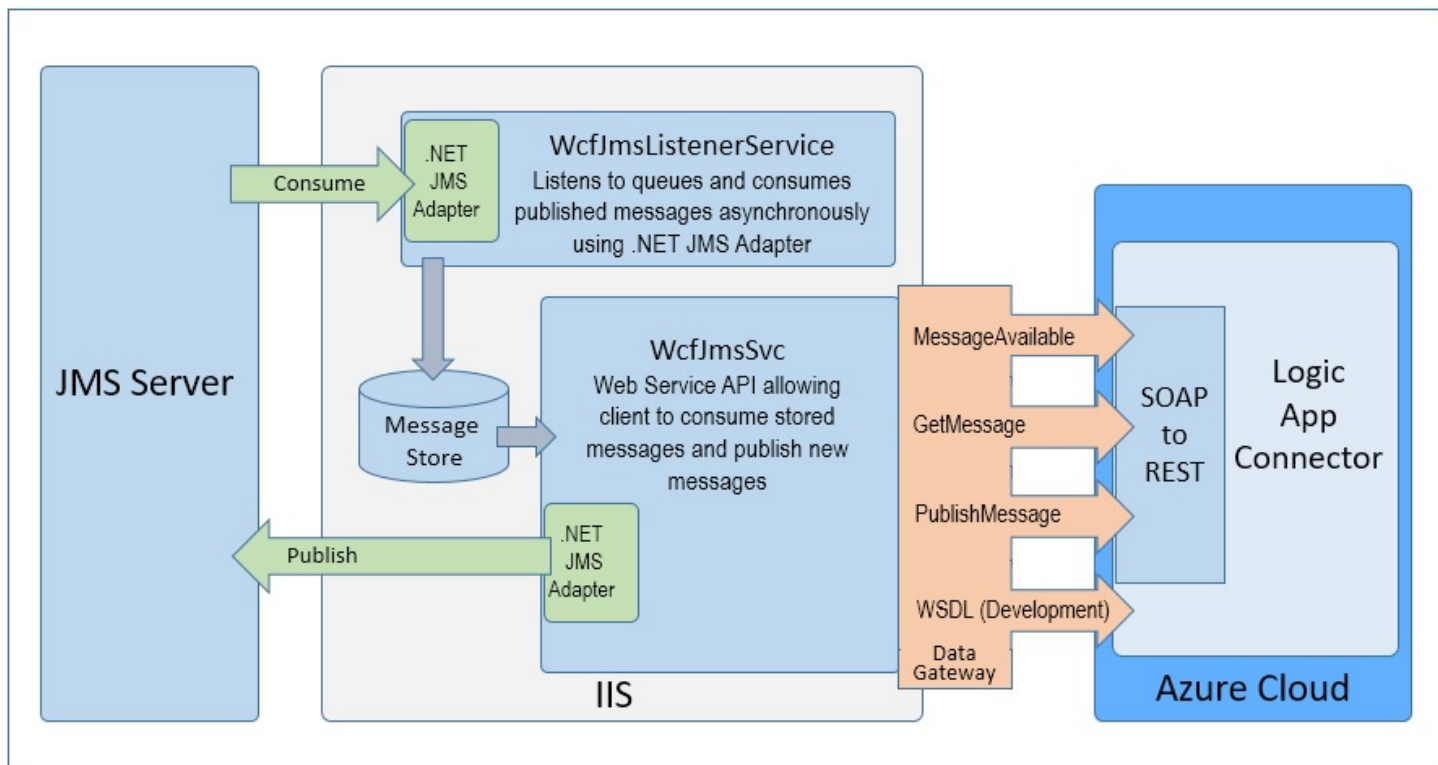 JMS Server
Consume
.NET
JMS
Adapter
WcfJmsListenerService
Listens to queues and consumes
published messages asynchronously
using .NET JMS Adapter
Message
Store
WcfJmsSvc
Web Service API allowing
client to consume stored
messages and publish new
messages
.NET
JMS
Adapter
Publish
IIS
MessageAvailable
GetMessage
PublishMessage
WSDL (Development)
Data
Gateway
SOAP
to
REST
Logic
App
Connector
Azure Cloud